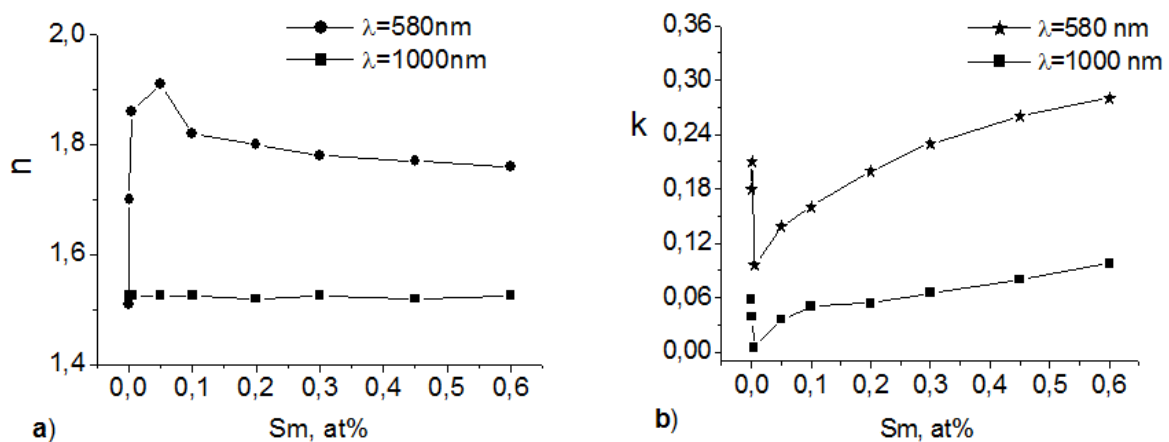 λ=580nm
λ=1000nm
2,0
1,8
1,6
1,4
n
0,0 0,1 0,2 0,3 0,4 0,5 0,6
Sm, at%
a)
λ=580 nm
λ=1000 nm
0,36
0,30
0,24
0,18
0,12
0,06
0,00
k
0,0 0,1 0,2 0,3 0,4 0,5 0,6
Sm, at%
b)